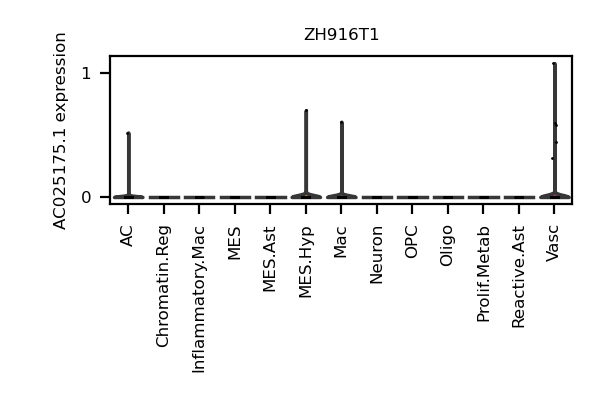 ZH916T1
AC025175.1 expression
1
0
AC
Chromatin.Reg
Inflammatory.Mac
MES
MES.Ast
MES.Hyp
Mac
Neuron
OPC
Oligo
Prolif.Metab
Reactive.Ast
Vasc